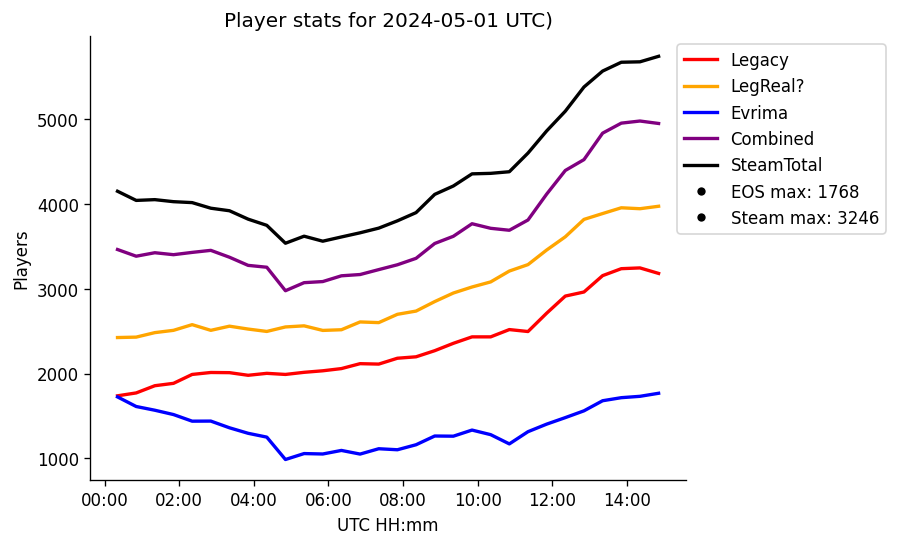 Player stats for 2024-05-01 UTC)
Legacy
LegReal?
Evrima
Combined
SteamTotal
EOS max: 1768
Steam max: 3246
Players
5000
4000
3000
2000
1000
00:00 02:00 04:00 06:00 08:00 10:00 12:00 14:00
UTC HH:mm